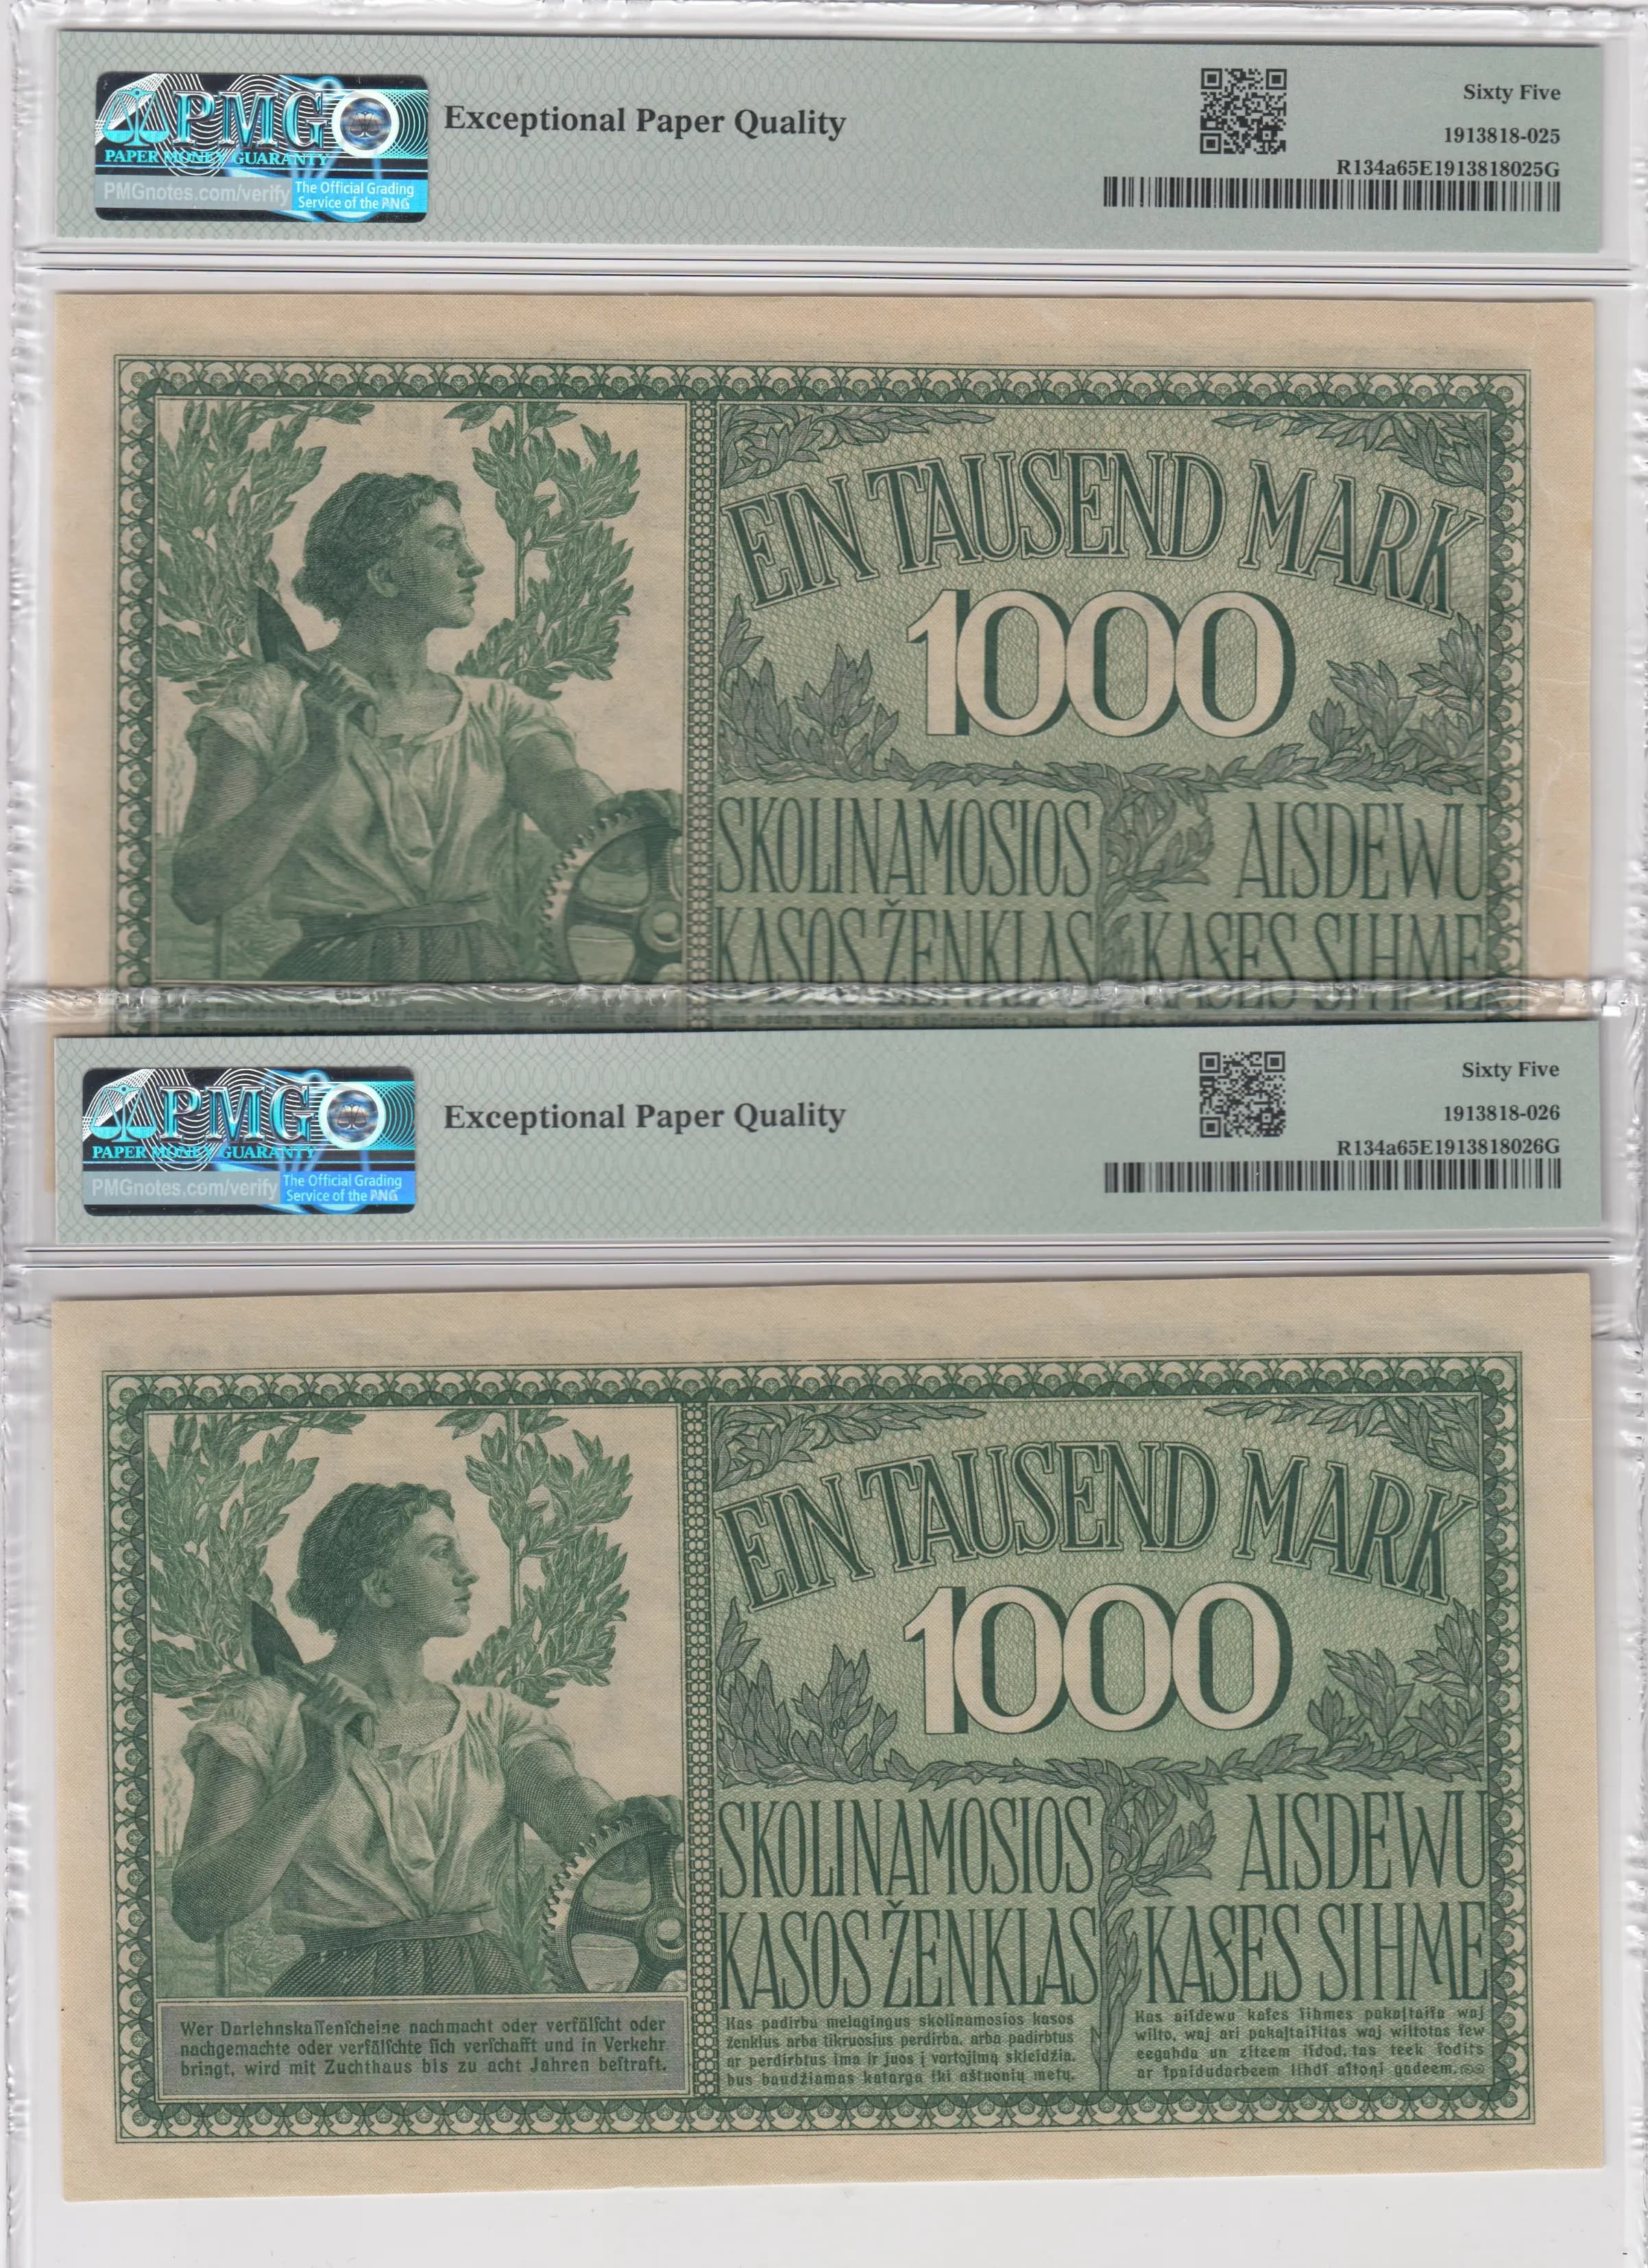 PMG
PAPER MONEY GUARANTY
PMGnotes.com/verify
The Official Grading
Service of the PNG
Exceptional Paper Quality
Sixty Five
1913818-025
R134a65E1913818025G
EIN TAUSEND MARK
1000
SKOLINAMOSIOS
KASOS ŽENKLAS
AISDEWU
KASES SIHME
PMG
PAPER MONEY GUARANTY
PMGnotes.com/verify
The Official Grading
Service of the PNG
Exceptional Paper Quality
Sixty Five
1913818-026
R134a65E1913818026G
EIN TAUSEND MARK
1000
SKOLINAMOSIOS
KASOS ŽENKLAS
AISDEWU
KASES SIHME
Wer Darlehnskaſſenſcheine nachmacht oder verfälſcht oder
nachgemachte oder verfälſchte ſich verſchafft und in Verkehr
bringt, wird mit Zuchthaus bis zu acht Jahren beſtraft.
Kas padirbu melagingus skolinamosios kasos
ženklus arba tikruosius perdirba, arba padirbtus
ar perdirbtus ima ir juos į vartojimą skleidžia,
bus baudžiamas katorga iki aštuonių metų.
Kas aiſdewu kaſes ſihmes pakaļtaiſa waj
wilto, waj ari pakaļtaiſitas waj wiltotas ſew
eegahda un zilteem iſdod, tas teek ſodits
ar ſpaidudarbeem lihdſ aſtoņi gadeem.